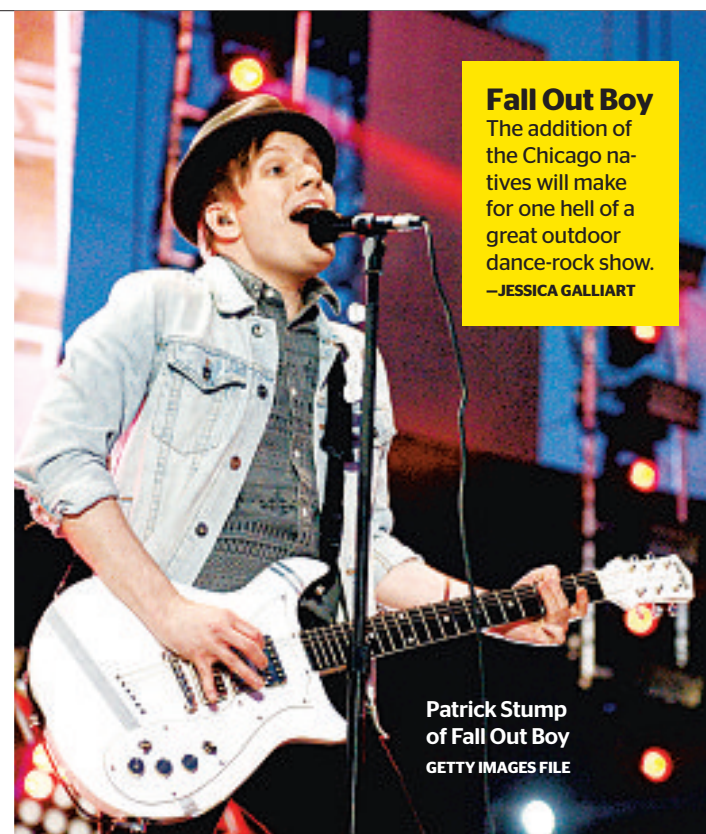 Fall Out Boy
The addition of
the Chicago na-
tives will make
for one hell of a
great outdoor
dance-rock show.
—JESSICA GALLIART
Patrick Stump
of Fall Out Boy
GETTY IMAGES FILE